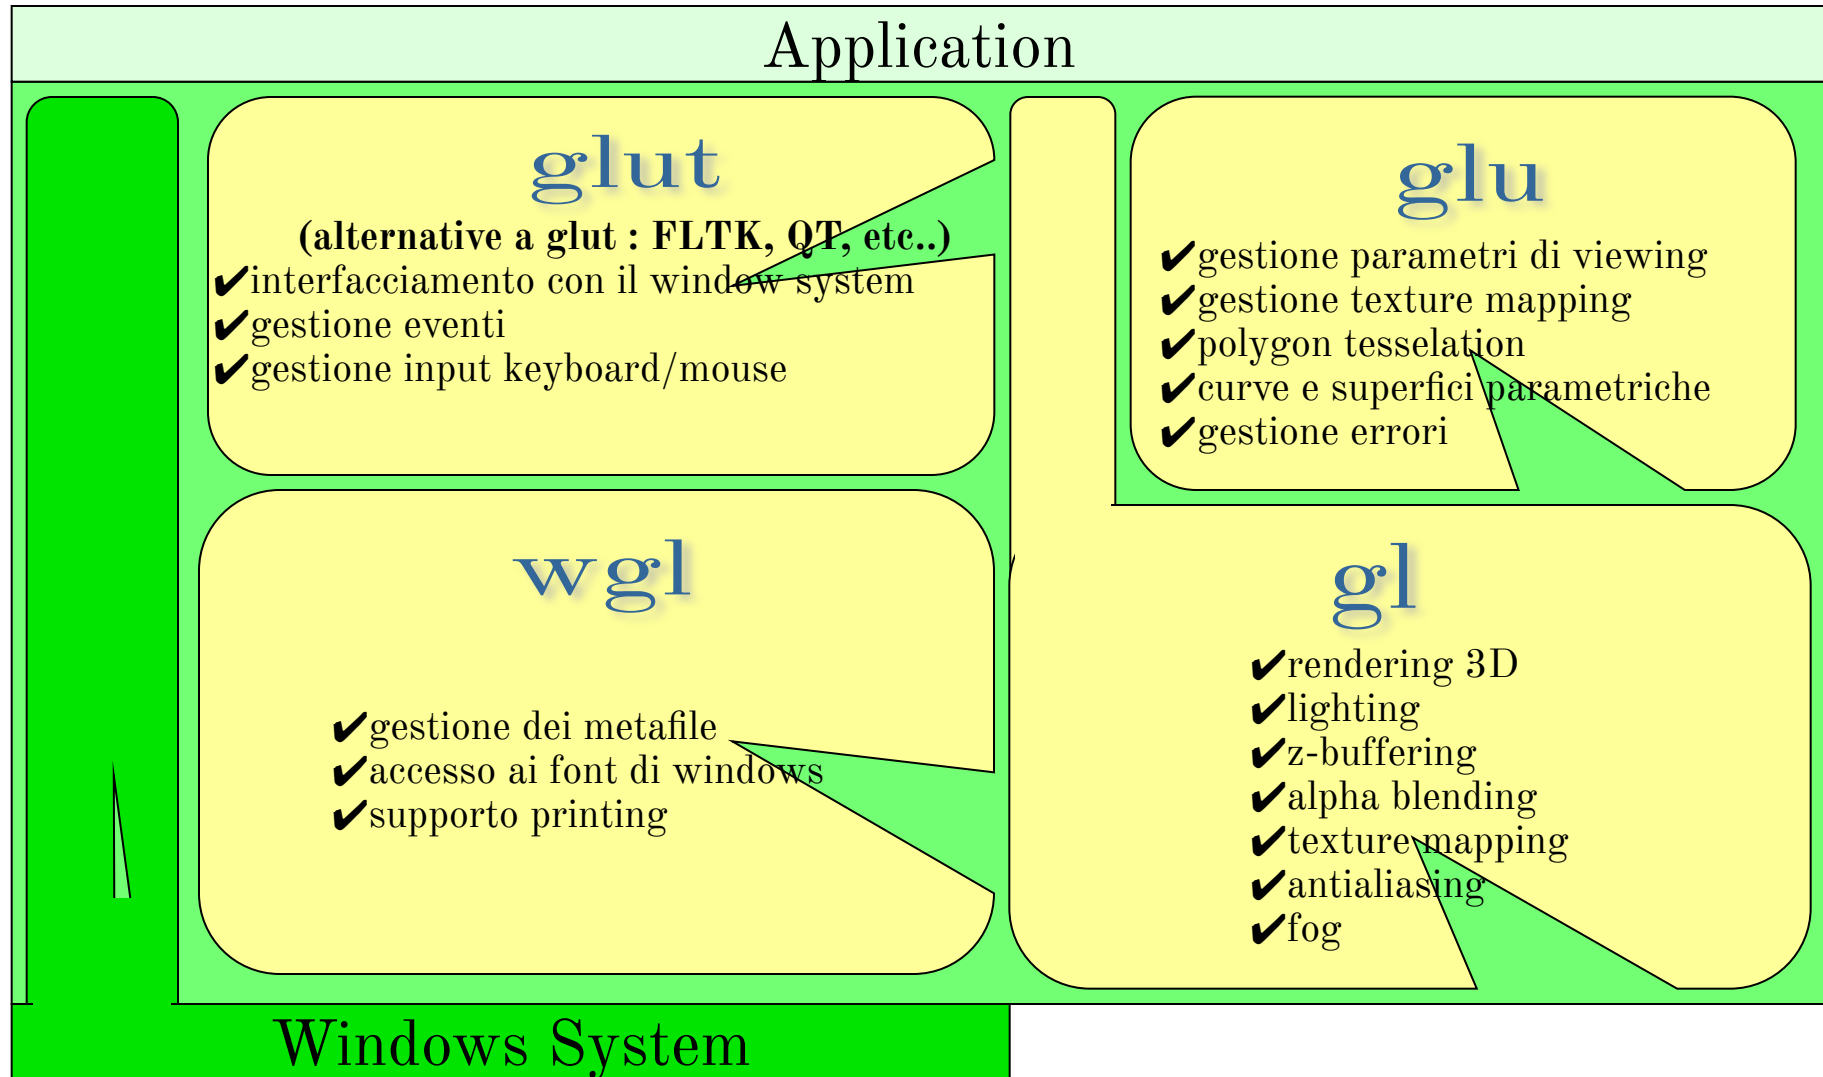 Application
glut
(alternative a glut : FLTK, QT, etc..)
✔interfacciamento con il window system
✔gestione eventi
✔gestione input keyboard/mouse
glu
✔gestione parametri di viewing
✔gestione texture mapping
✔polygon tesselation
✔curve e superfici parametriche
✔gestione errori
wgl
✔gestione dei metafile
✔accesso ai font di windows
✔supporto printing
gl
✔rendering 3D
✔lighting
✔z-buffering
✔alpha blending
✔texture mapping
✔antialiasing
✔fog
Windows System